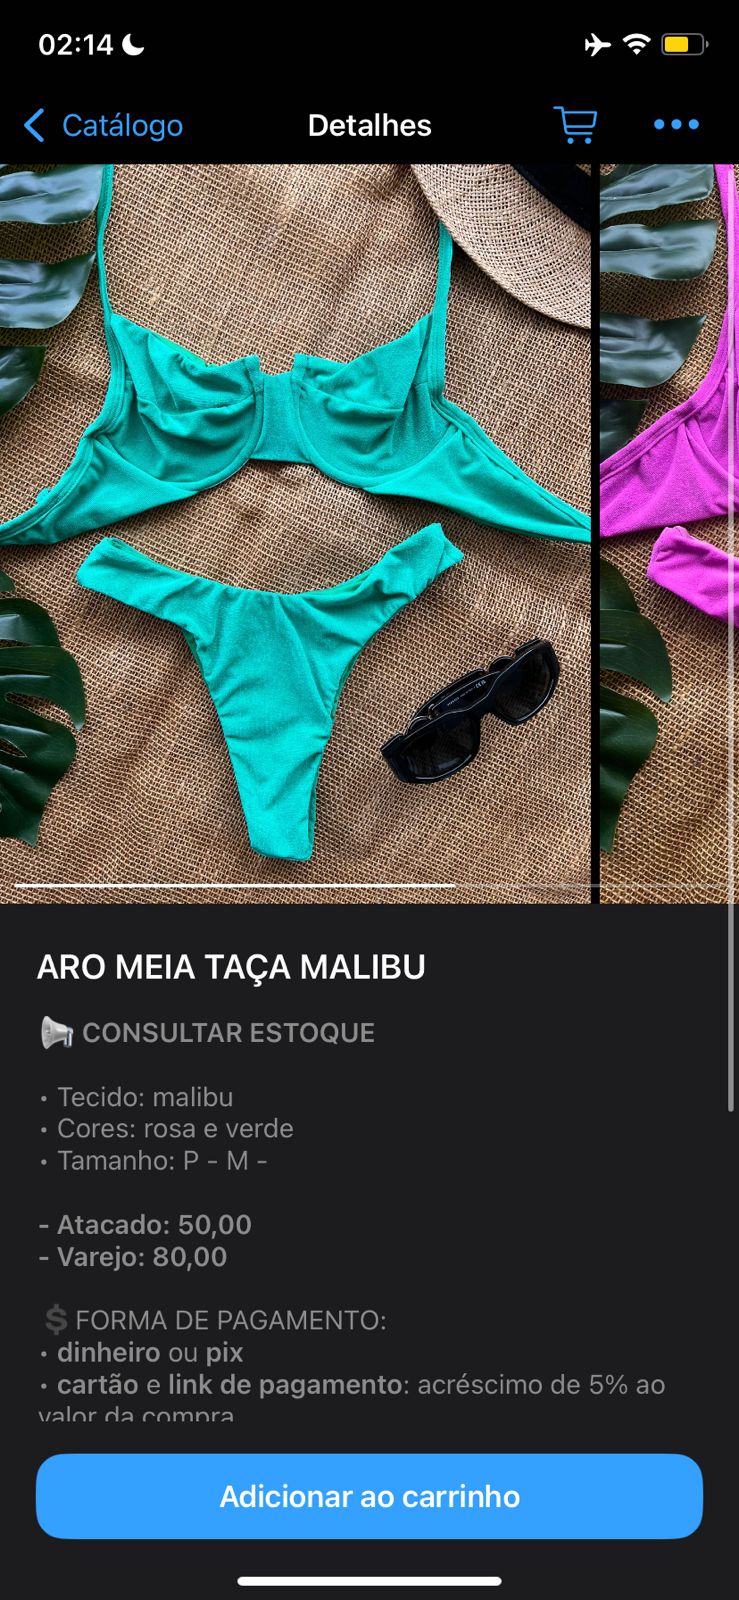 02:14
Catálogo
Detalhes
ARO MEIA TAÇA MALIBU
📢 CONSULTAR ESTOQUE
• Tecido: malibu
• Cores: rosa e verde
• Tamanho: P - M -
- Atacado: 50,00
- Varejo: 80,00
💲FORMA DE PAGAMENTO:
• dinheiro ou pix
• cartão e link de pagamento: acréscimo de 5% ao
valor da compra
Adicionar ao carrinho